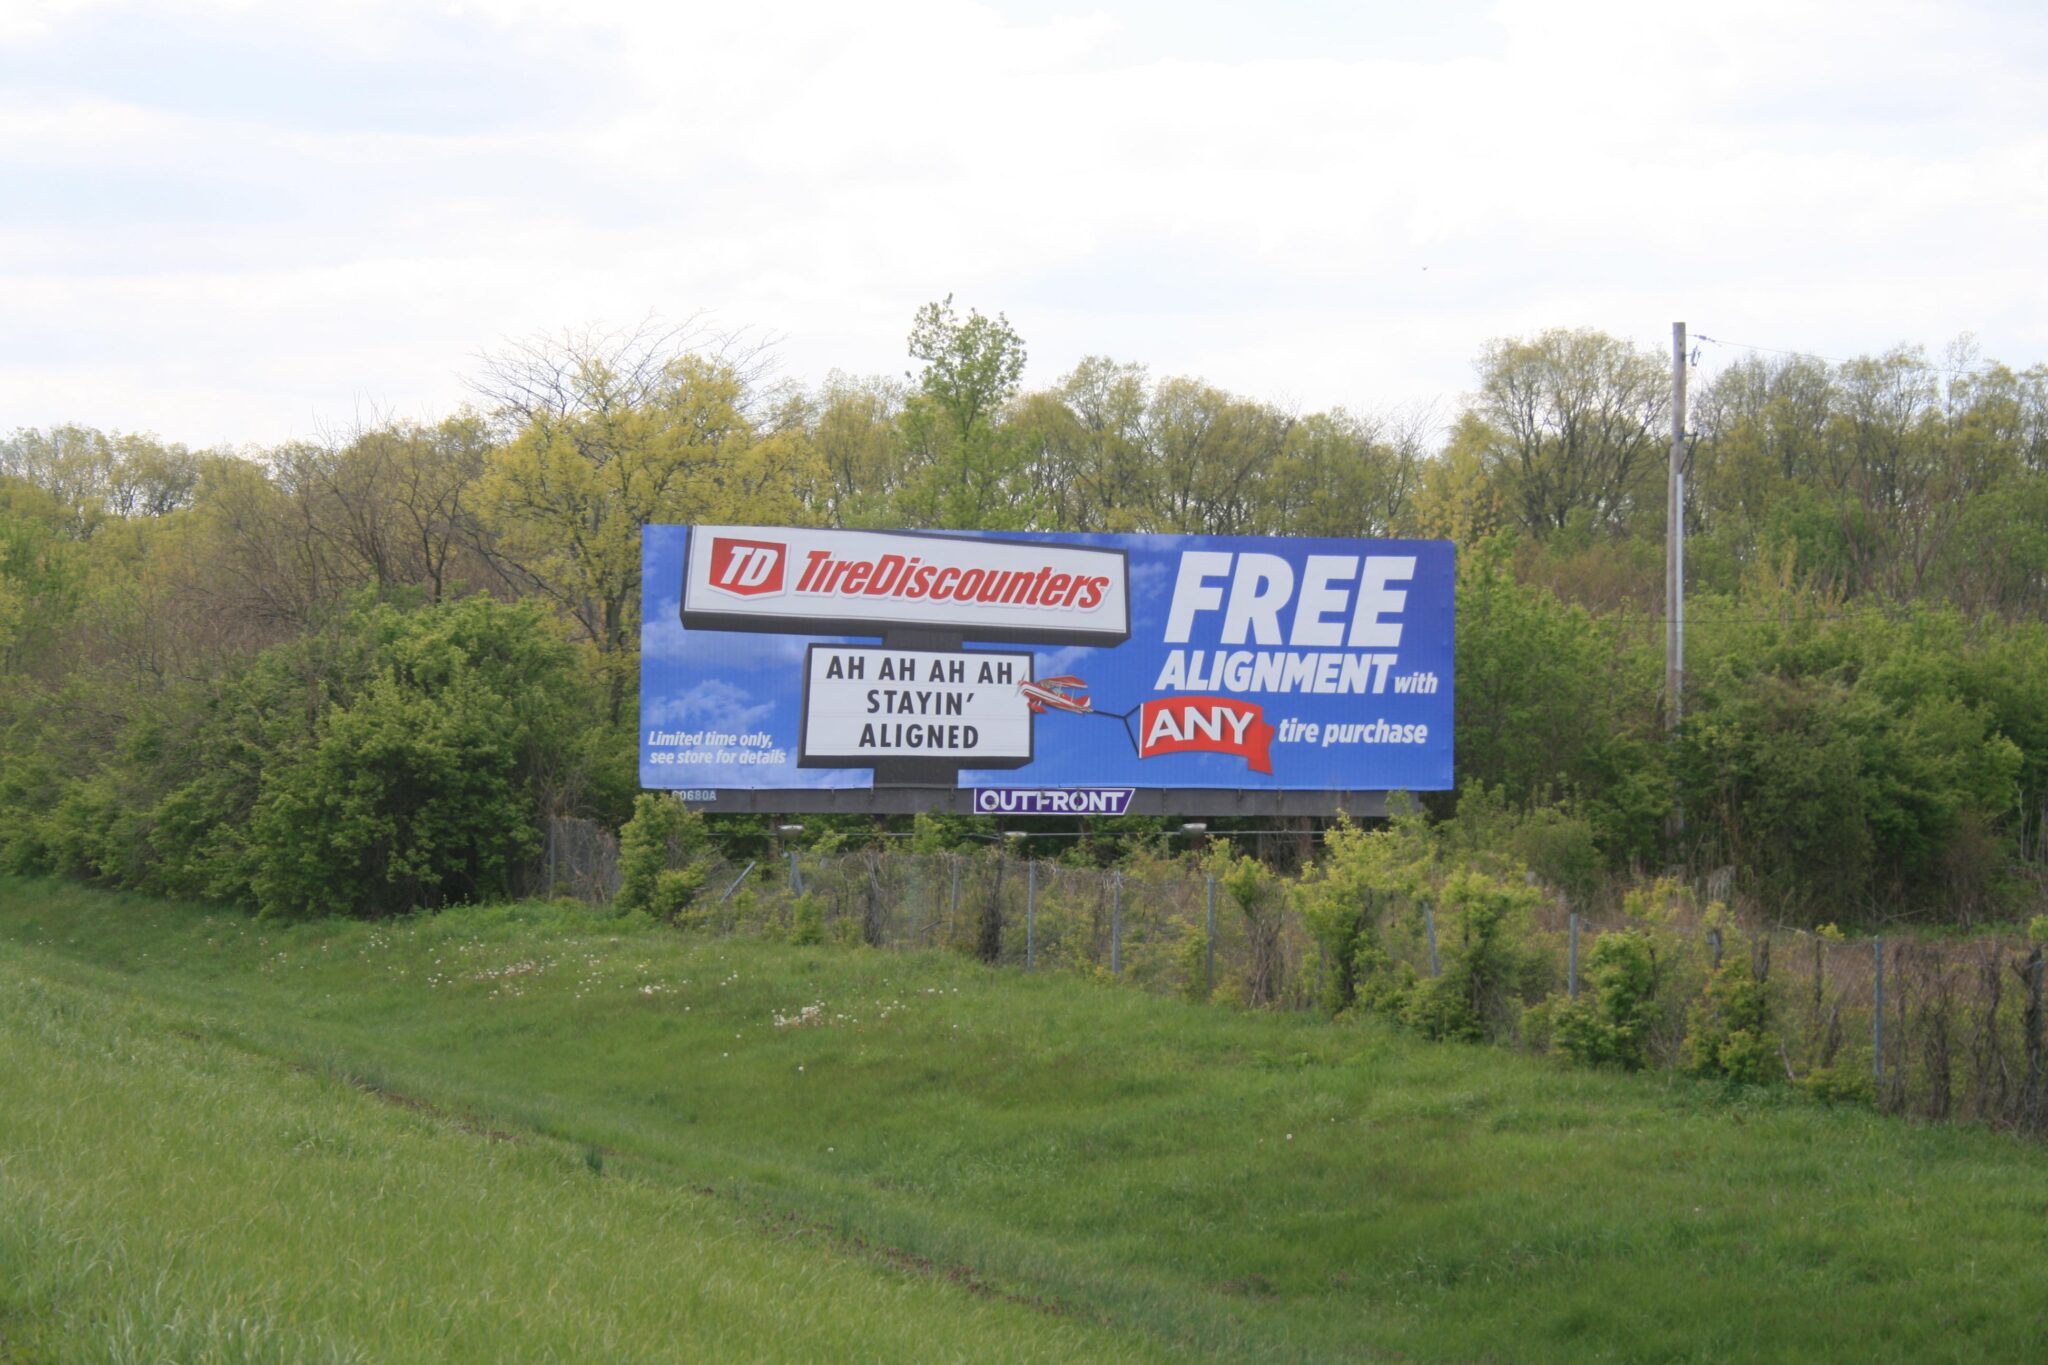 TD TireDiscounters
AH AH AH AH
STAYIN'
ALIGNED
Limited time only,
see store for details
FREE
ALIGNMENT with
ANY tire purchase
0680A
OUTFRONT